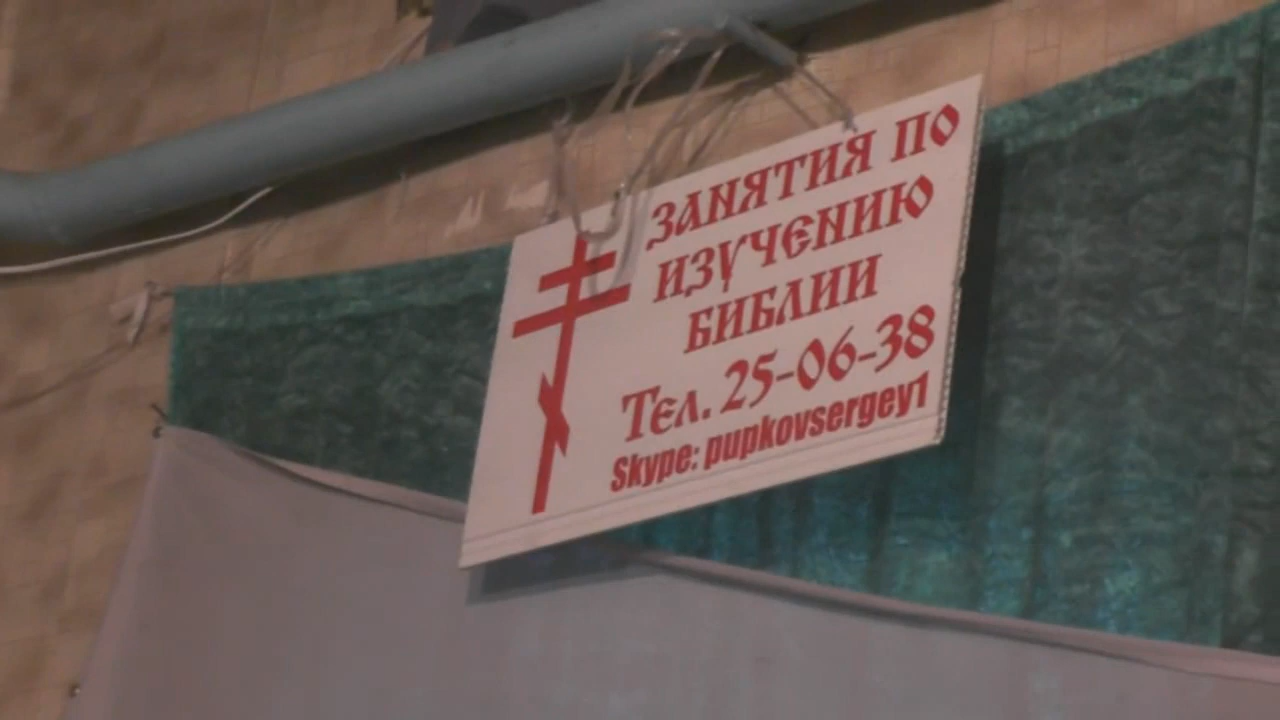 ЗАНЯТИЯ ПО
ИЗУЧЕНИЮ
БИБЛИИ
Тел. 25-06-38
Skype: pupkovsergey1